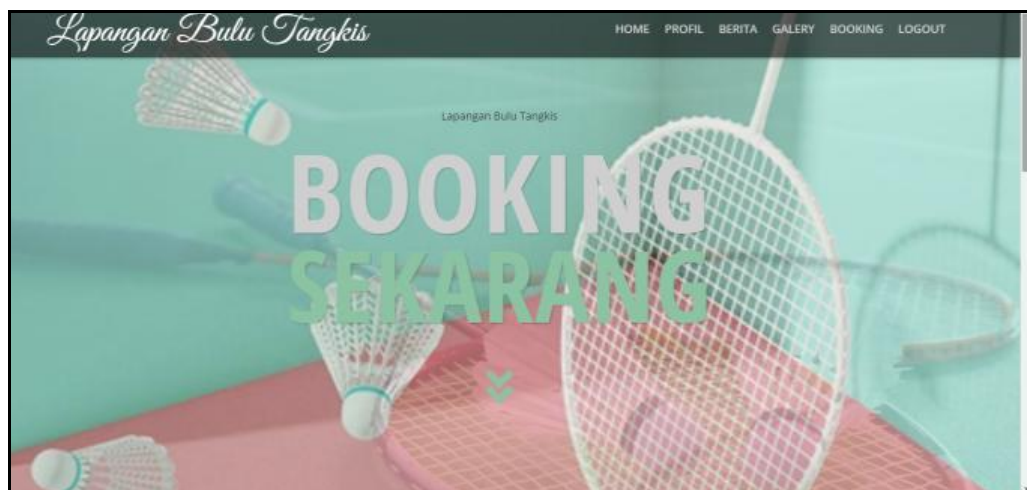 Lapangan Bulu Tangkis
HOME PROFIL BERITA GALERY BOOKING LOGOUT
Lapangan Bulu Tangkis
BOOKING
SEKARANG